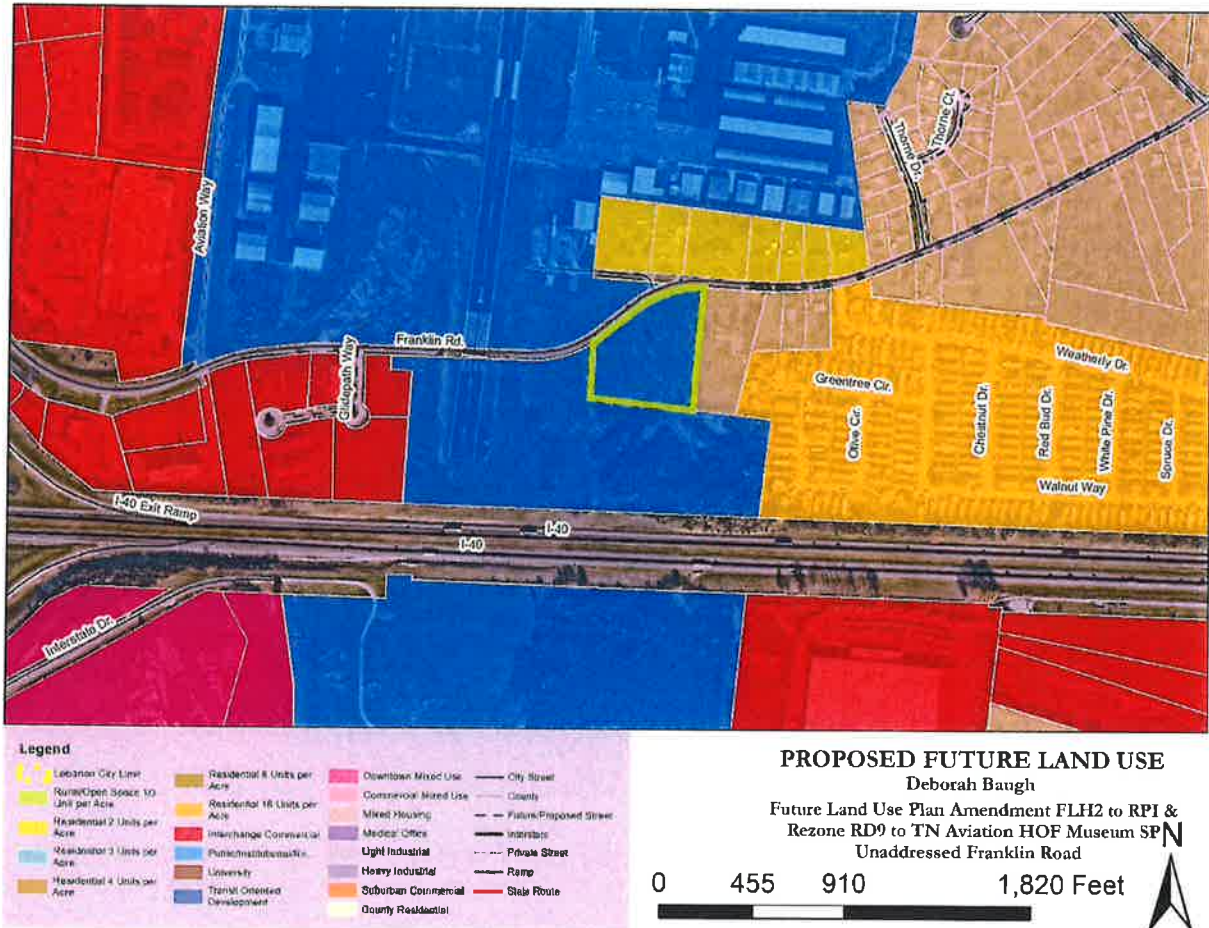 Thorne Ct.
Thorne Dr.
Aviation Way
Franklin Rd.
Glidepath Way
Weatherly Dr.
Greentree Cir.
Olive Cir.
Chestnut Dr.
Red Bud Dr.
White Pine Dr.
Spruce Dr.
Walnut Way
I-40 Exit Ramp
I-40
I-40
Interstate Dr.
Legend
Lebanon City Limit
Rural/Open Space 1/3
Unit per Acre
Residential 2 Units per
Acre
Residential 3 Units per
Acre
Residential 4 Units per
Acre
Residential 6 Units per
Acre
Residential 16 Units per
Acre
Interchange Commercial
University
Transit Oriented
Development
Downtown Mixed Use
Commercial Mixed Use
Mixed Housing
Medical Office
Light Industrial
Heavy Industrial
Suburban Commercial
County Residential
City Street
County
Future/Proposed Street
Interstate
Private Street
Ramp
State Route
PROPOSED FUTURE LAND USE
Deborah Baugh
Future Land Use Plan Amendment FLH2 to RPI &
Rezone RD9 to TN Aviation HOF Museum SP
Unaddressed Franklin Road
N
0 455 910 1,820 Feet